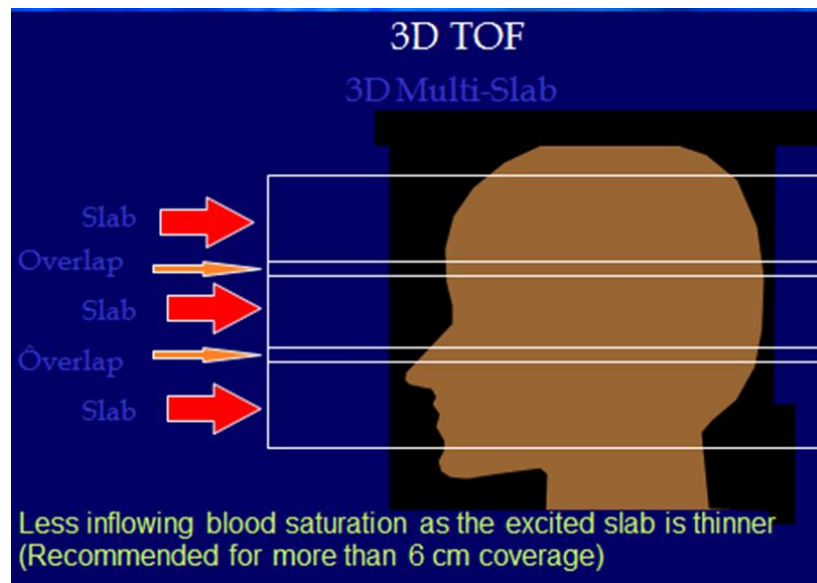 3D TOF
3D Multi-Slab
Slab
Overlap
Slab
Ôverlap
Slab
Less inflowing blood saturation as the excited slab is thinner
(Recommended for more than 6 cm coverage)